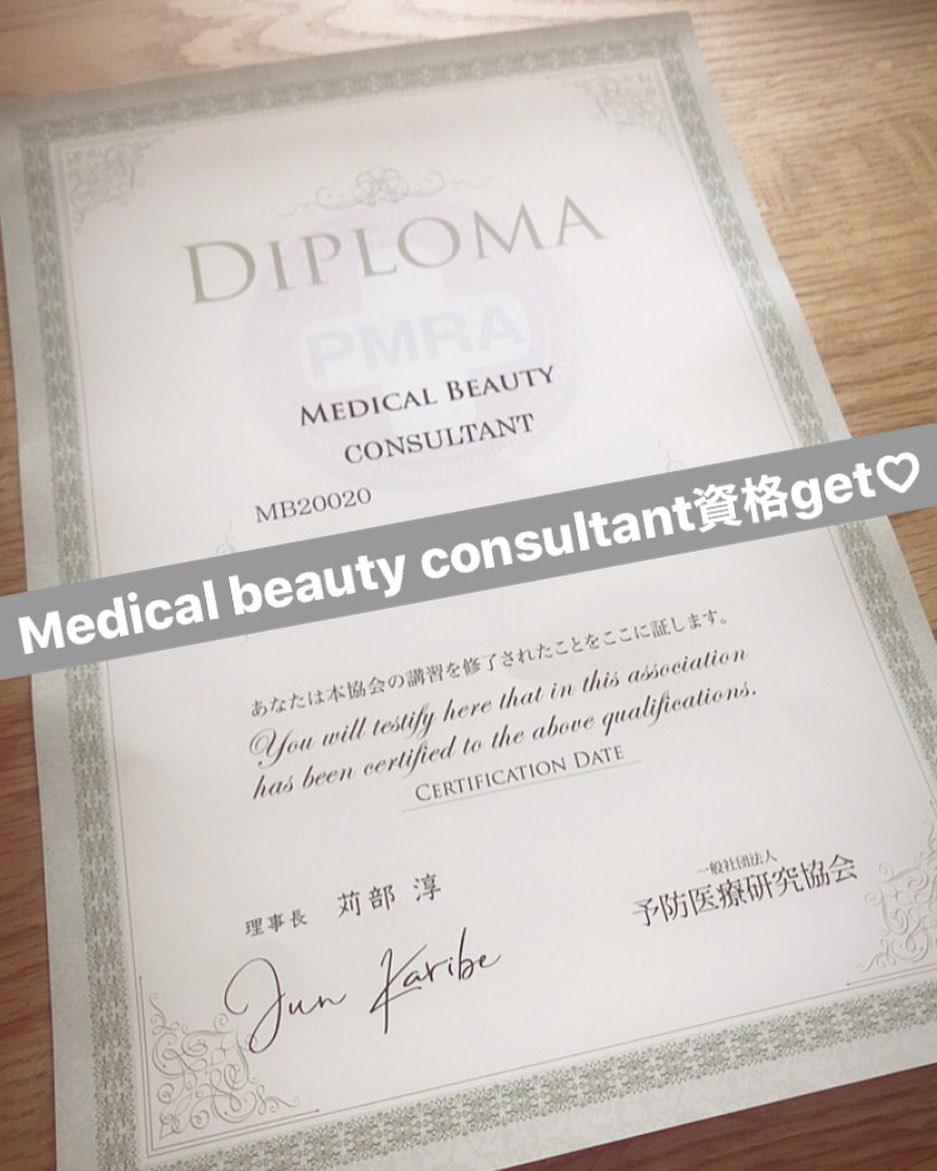 DIPLOMA
PMRA
MEDICAL BEAUTY
CONSULTANT
MB20020
Medical beauty consultant資格get♡
あなたは本協会の講習を修了されたことをここに証します。
You will testify here that in this association
has been certified to the above qualifications.
CERTIFICATION DATE
理事長 苅部 淳
Jun Karibe
一般社団法人
予防医療研究協会